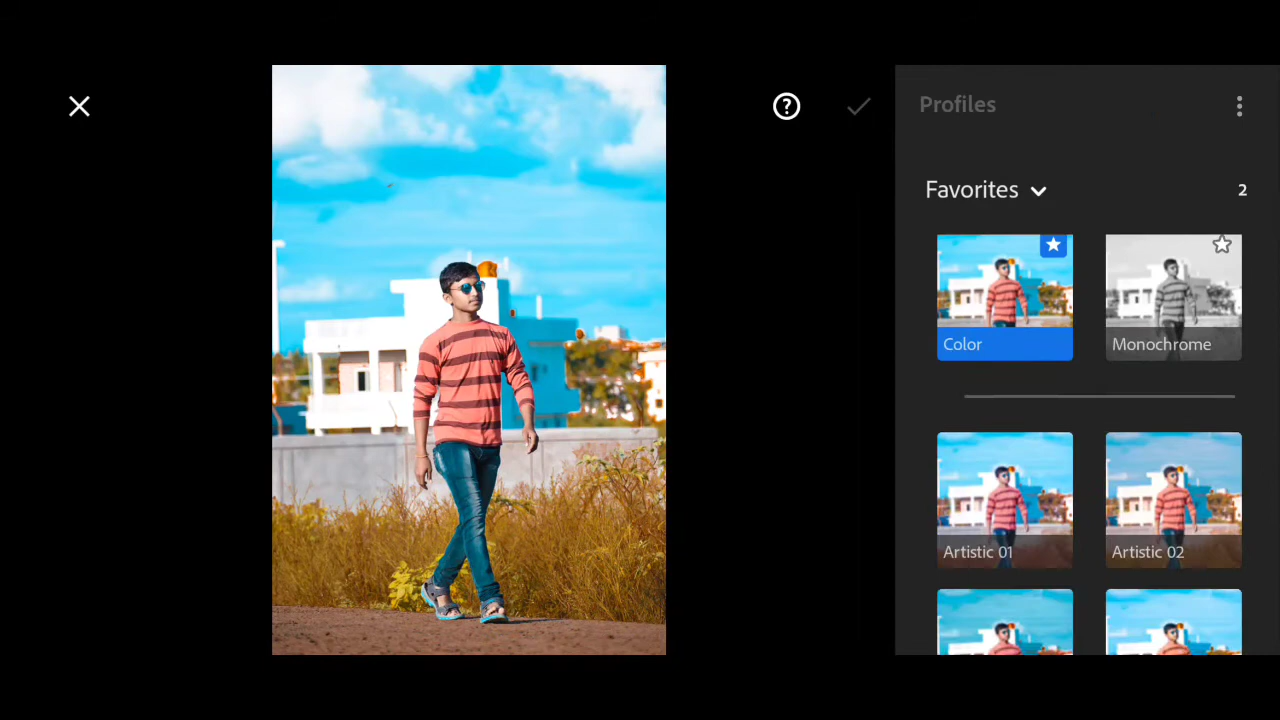 Profiles
Favorites
2
Color
Monochrome
Artistic 01
Artistic 02